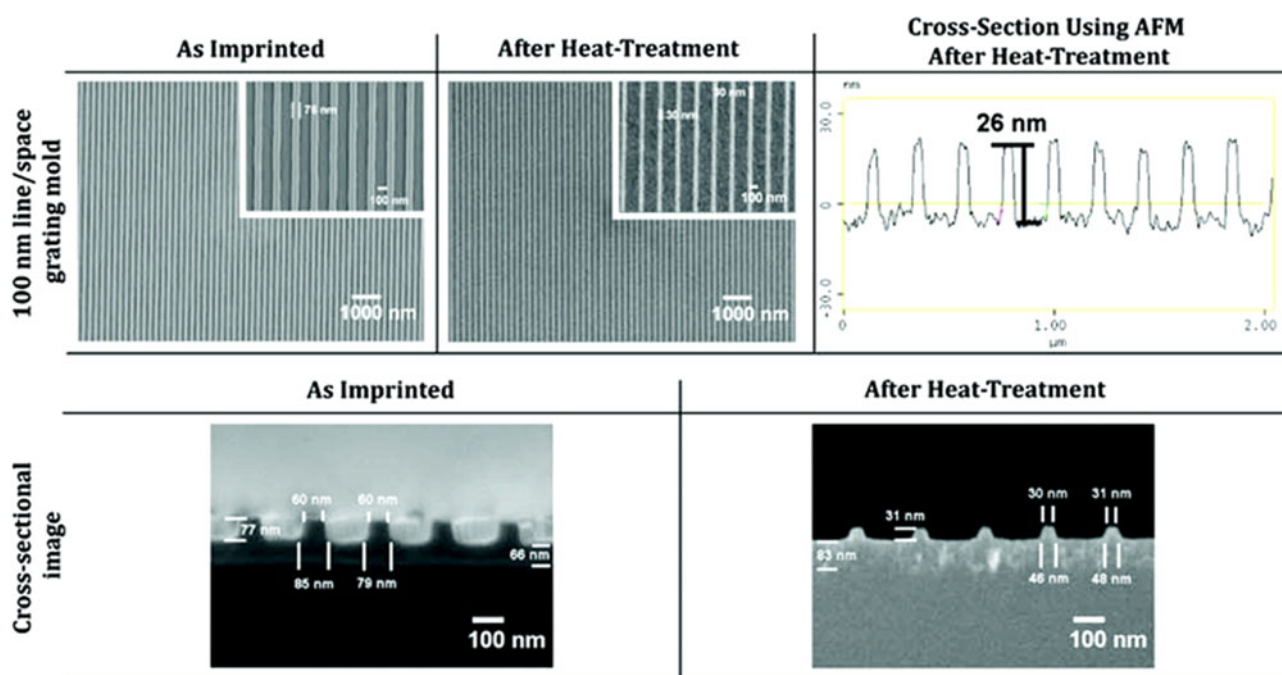 As Imprinted
After Heat-Treatment
Cross-Section Using AFM
After Heat-Treatment
100 nm line/space
grating mold
76 nm
100 nm
1000 nm
30 nm
30 nm
100 nm
1000 nm
nm
30.0
0
-30.0
26 nm
0
1.00
2.00
µm
As Imprinted
After Heat-Treatment
Cross-sectional
image
60 nm
60 nm
77 nm
66 nm
85 nm
79 nm
100 nm
30 nm
31 nm
31 nm
83 nm
46 nm
48 nm
100 nm